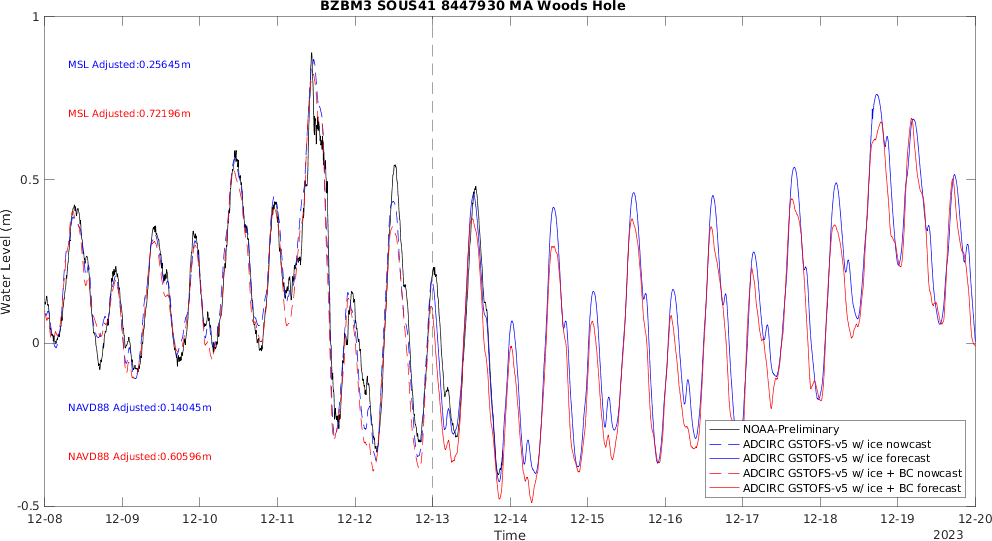 BZBM3 SOUS41 8447930 MA Woods Hole
1
MSL Adjusted:0.25645m
MSL Adjusted:0.72196m
0.5
Water Level (m)
0
NAVD88 Adjusted:0.14045m
NAVD88 Adjusted:0.60596m
NOAA-Preliminary
ADCIRC GSTOFS-v5 w/ ice nowcast
ADCIRC GSTOFS-v5 w/ ice forecast
ADCIRC GSTOFS-v5 w/ ice + BC nowcast
ADCIRC GSTOFS-v5 w/ ice + BC forecast
-0.5
12-08 12-09 12-10 12-11 12-12 12-13 12-14 12-15 12-16 12-17 12-18 12-19 12-20
Time 2023